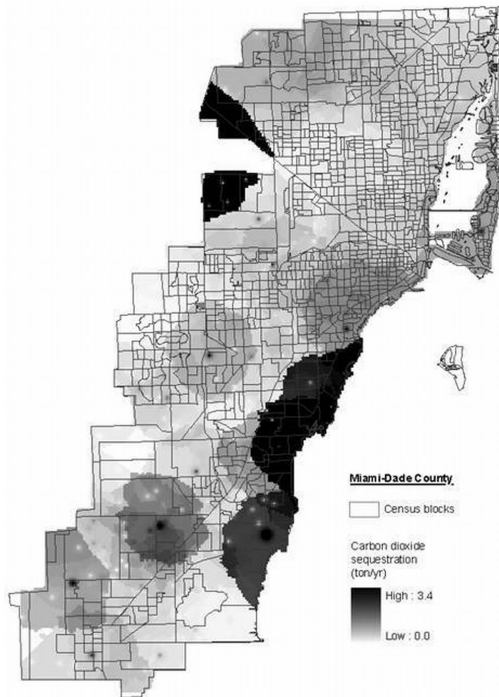 Miami-Dade County
Census blocks
Carbon dioxide
sequestration
(ton/yr)
High : 3.4
Low : 0.0